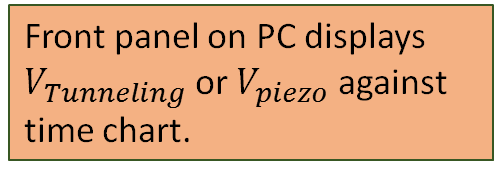 Front panel on PC displays
V_Tunneling or V_piezo against
time chart.